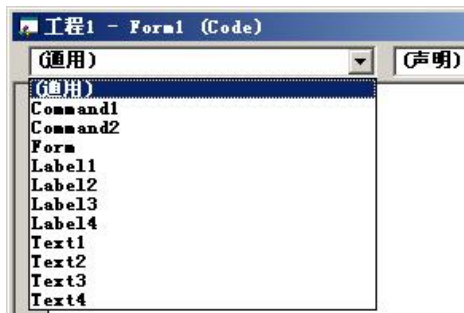 工程1 - Form1 (Code)
(通用) (声明)
(通用)
Command1
Command2
Form
Label1
Label2
Label3
Label4
Text1
Text2
Text3
Text4